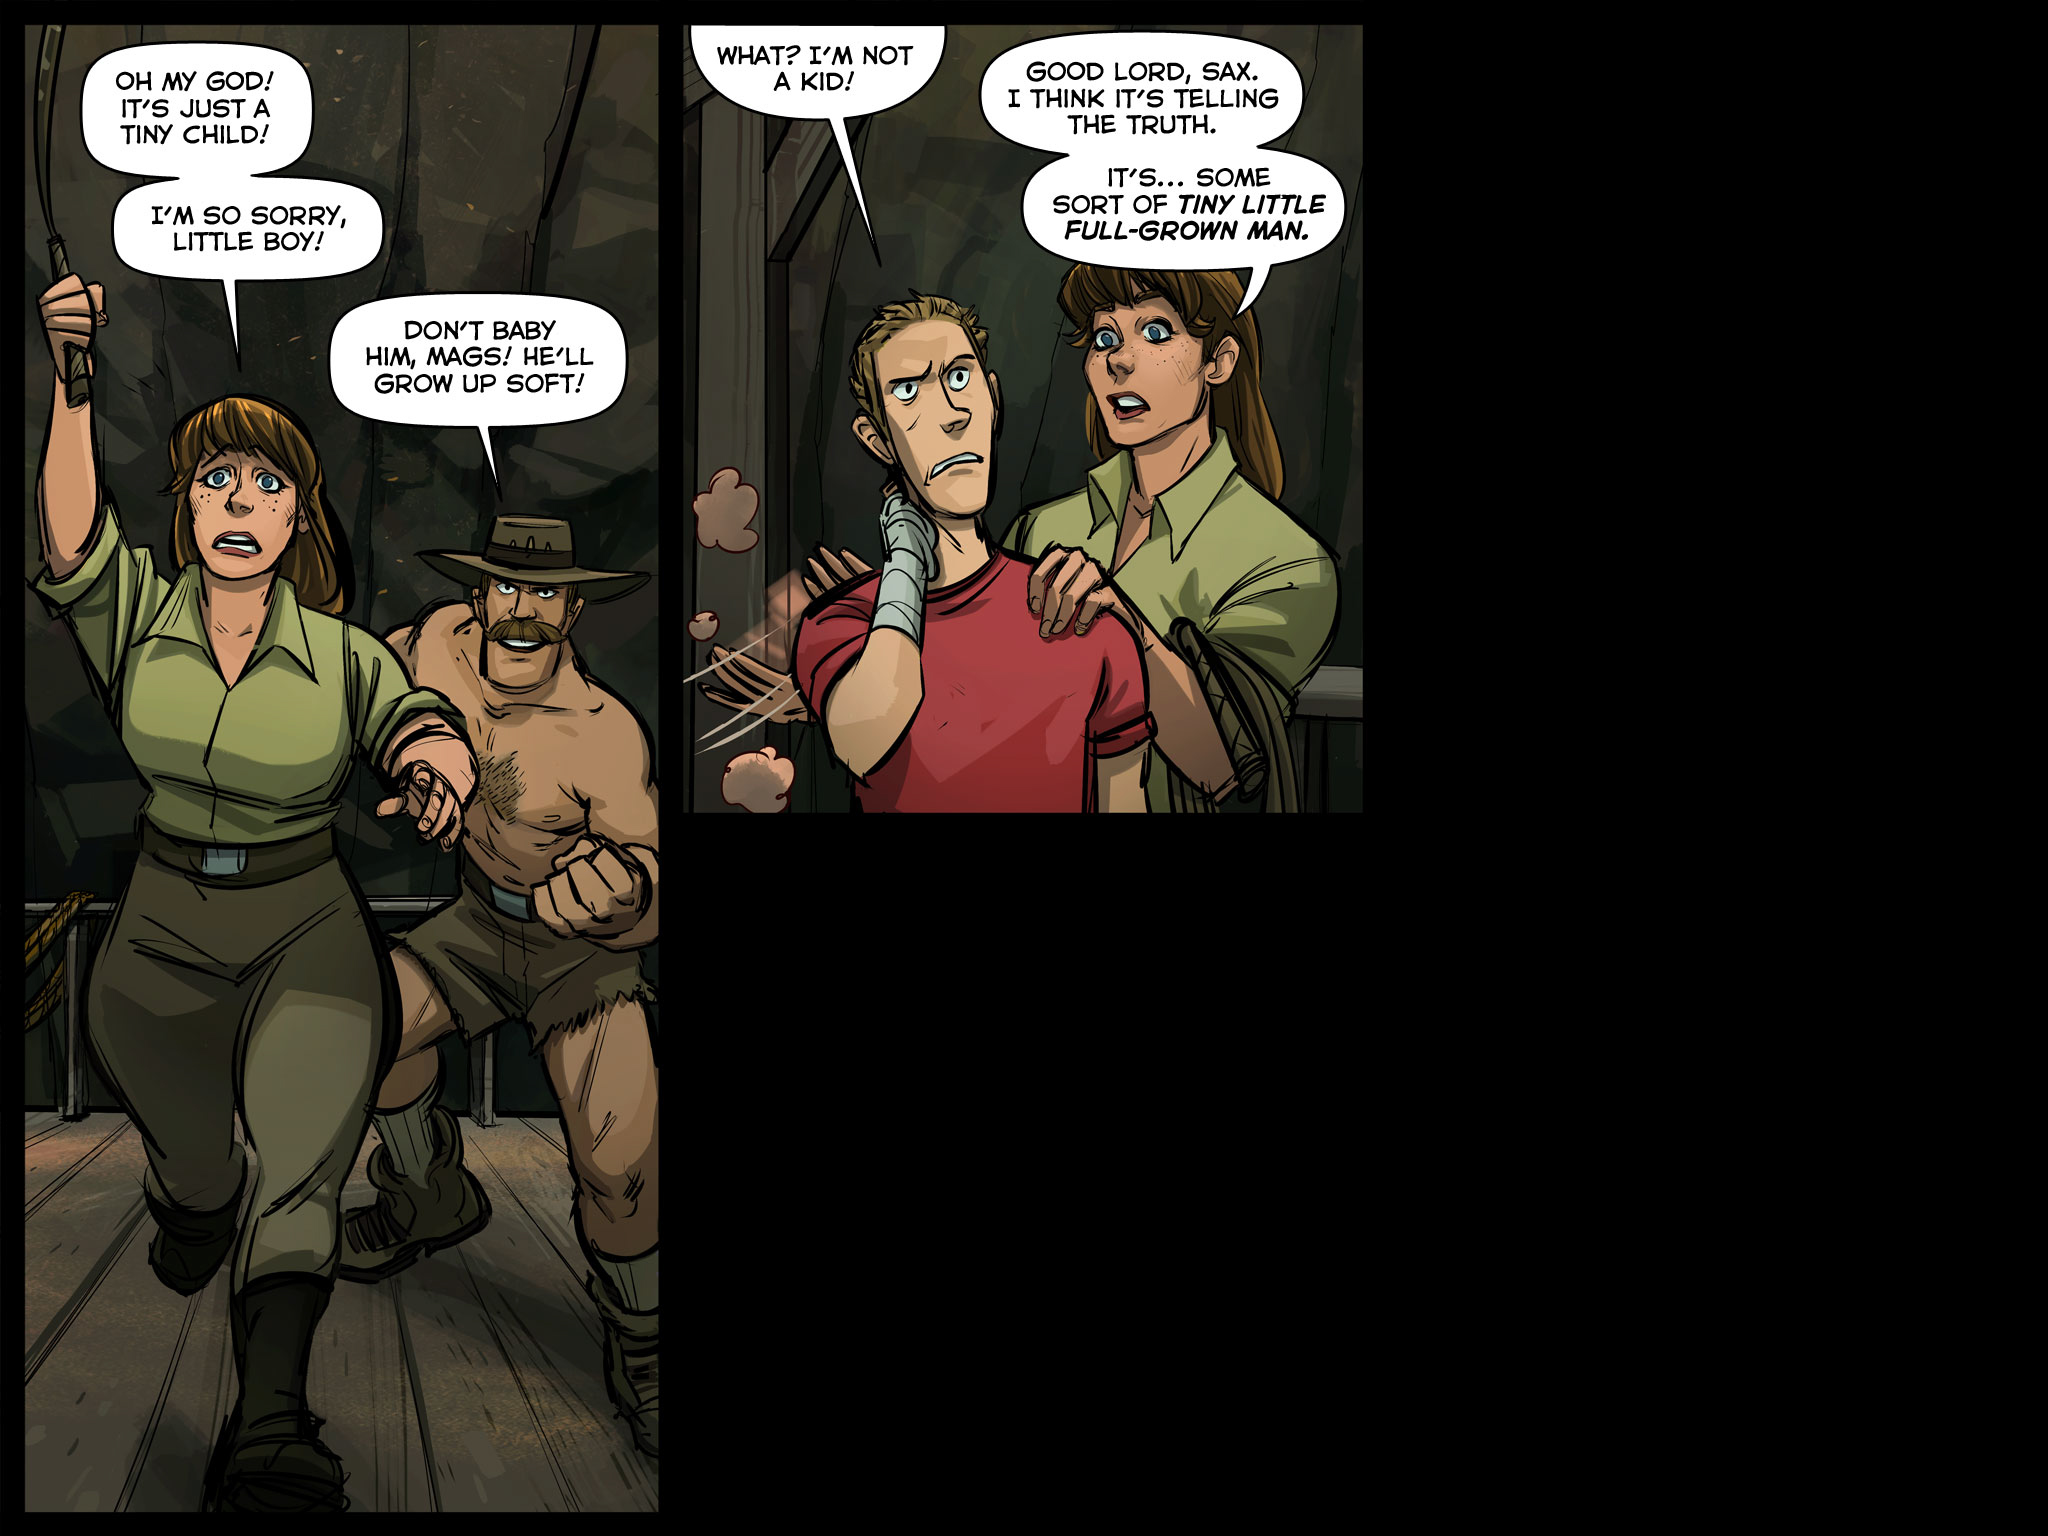 OH MY GOD!
IT'S JUST A
TINY CHILD!
I'M SO SORRY,
LITTLE BOY!
DON'T BABY
HIM, MAGS! HE'LL
GROW UP SOFT!
WHAT? I'M NOT
A KID!
GOOD LORD, SAX.
I THINK IT'S TELLING
THE TRUTH.
IT'S... SOME
SORT OF TINY LITTLE
FULL-GROWN MAN.